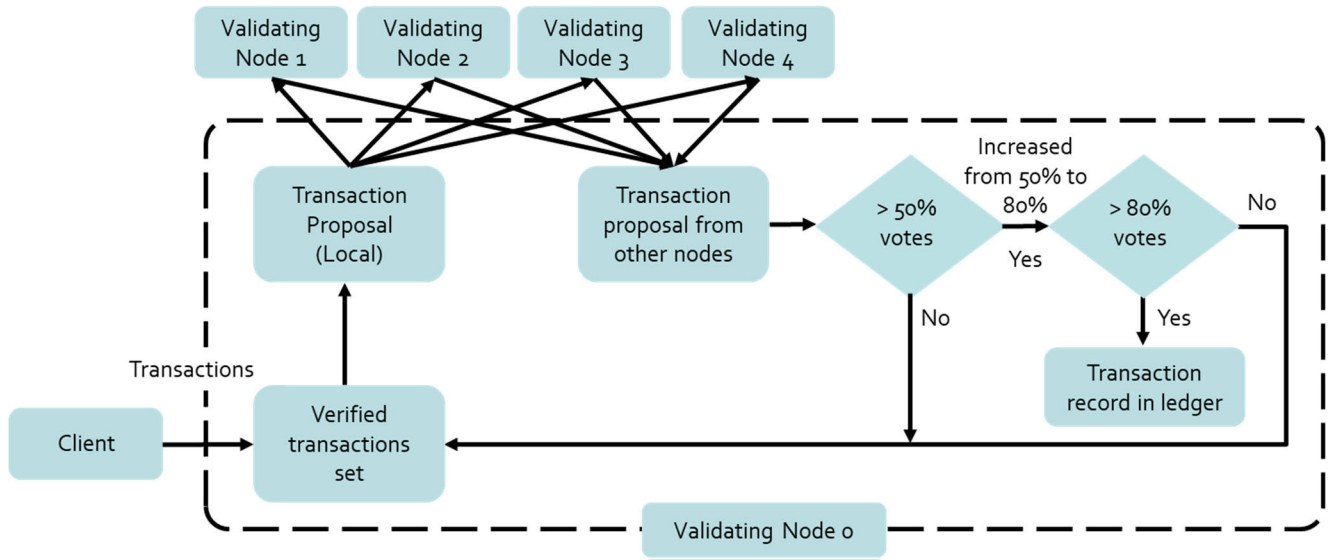 Validating
Node 1
Validating
Node 2
Validating
Node 3
Validating
Node 4
Transaction
Proposal
(Local)
Transaction
proposal from
other nodes
> 50%
votes
Increased
from 50% to
80%
Yes
> 80%
votes
No
No
Yes
Transaction
record in ledger
Transactions
Client
Verified
transactions
set
Validating Node 0